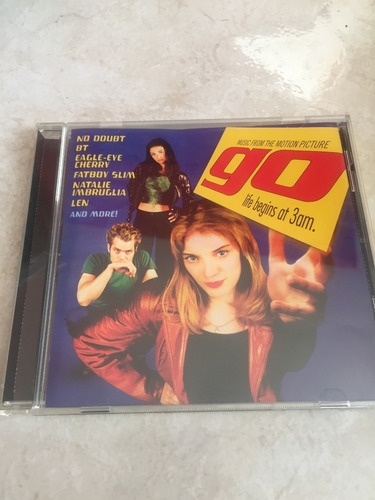 NO DOUBT
BT
EAGLE-EYE
CHERRY
FATBOY SLIM
NATALIE
IMBRUGLIA
LEN
AND MORE!
MUSIC FROM THE MOTION PICTURE
go
life begins at 3am.